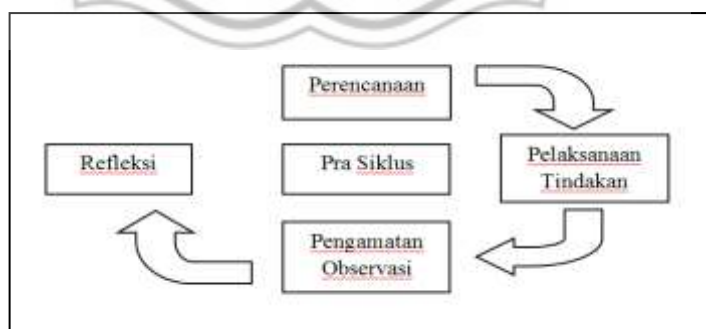 Perencanaan
Refleksi
Pra Siklus
Pelaksanaan
Tindakan
Pengamatan
Observasi